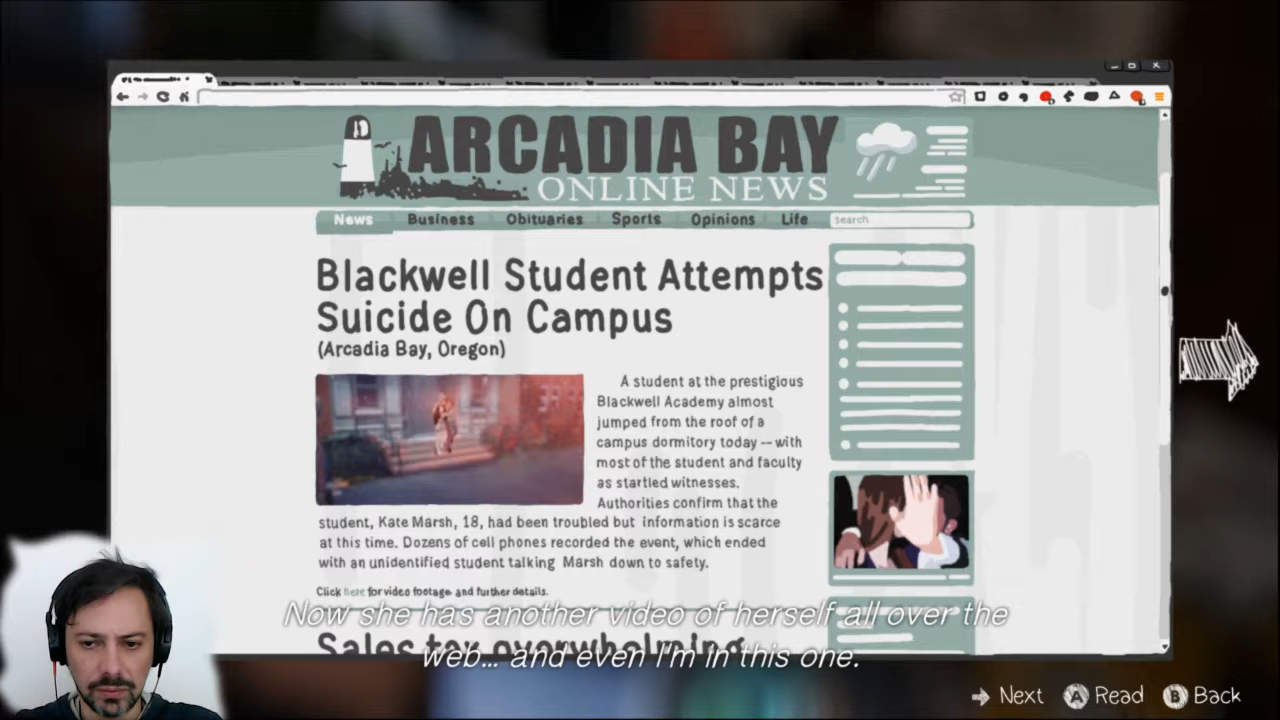 ARCADIA BAY
ONLINE NEWS
News Business Obituaries Sports Opinions Life search
Blackwell Student Attempts
Suicide On Campus
(Arcadia Bay, Oregon)
A student at the prestigious
Blackwell Academy almost
jumped from the roof of a
campus dormitory today -- with
most of the student and faculty
as startled witnesses.
Authorities confirm that the
student, Kate Marsh, 18, had been troubled but information is scarce
at this time. Dozens of cell phones recorded the event, which ended
with an unidentified student talking Marsh down to safety.
Click here for video footage and further details.
Now she has another video of herself all over the
web... and even I'm in this one.
Sales tax overwhelming
Next A Read B Back